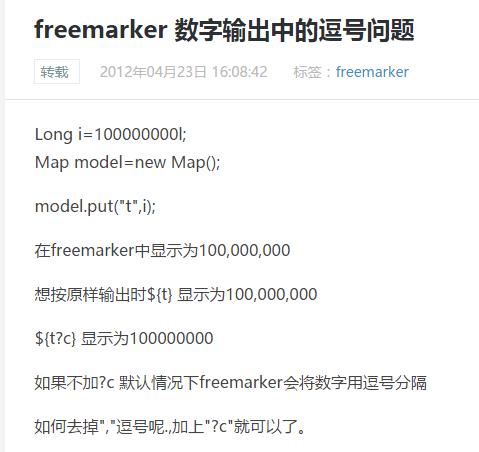 freemarker 数字输出中的逗号问题
转载 2012年04月23日 16:08:42 标签：freemarker
Long i=100000000l;
Map model=new Map();
model.put("t",i);
在freemarker中显示为100,000,000
想按原样输出时${t} 显示为100,000,000
${t?c} 显示为100000000
如果不加?c 默认情况下freemarker会将数字用逗号分隔
如何去掉","逗号呢.,加上"?c"就可以了。